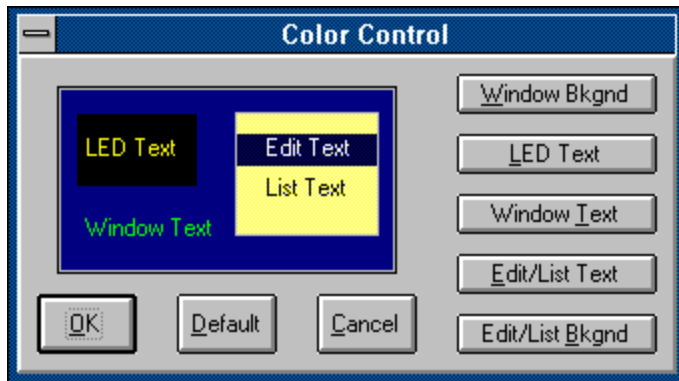 Color Control
LED Text
Edit Text
List Text
Window Text
Window Bkgnd
LED Text
Window Text
Edit/List Text
Edit/List Bkgnd
OK
Default
Cancel